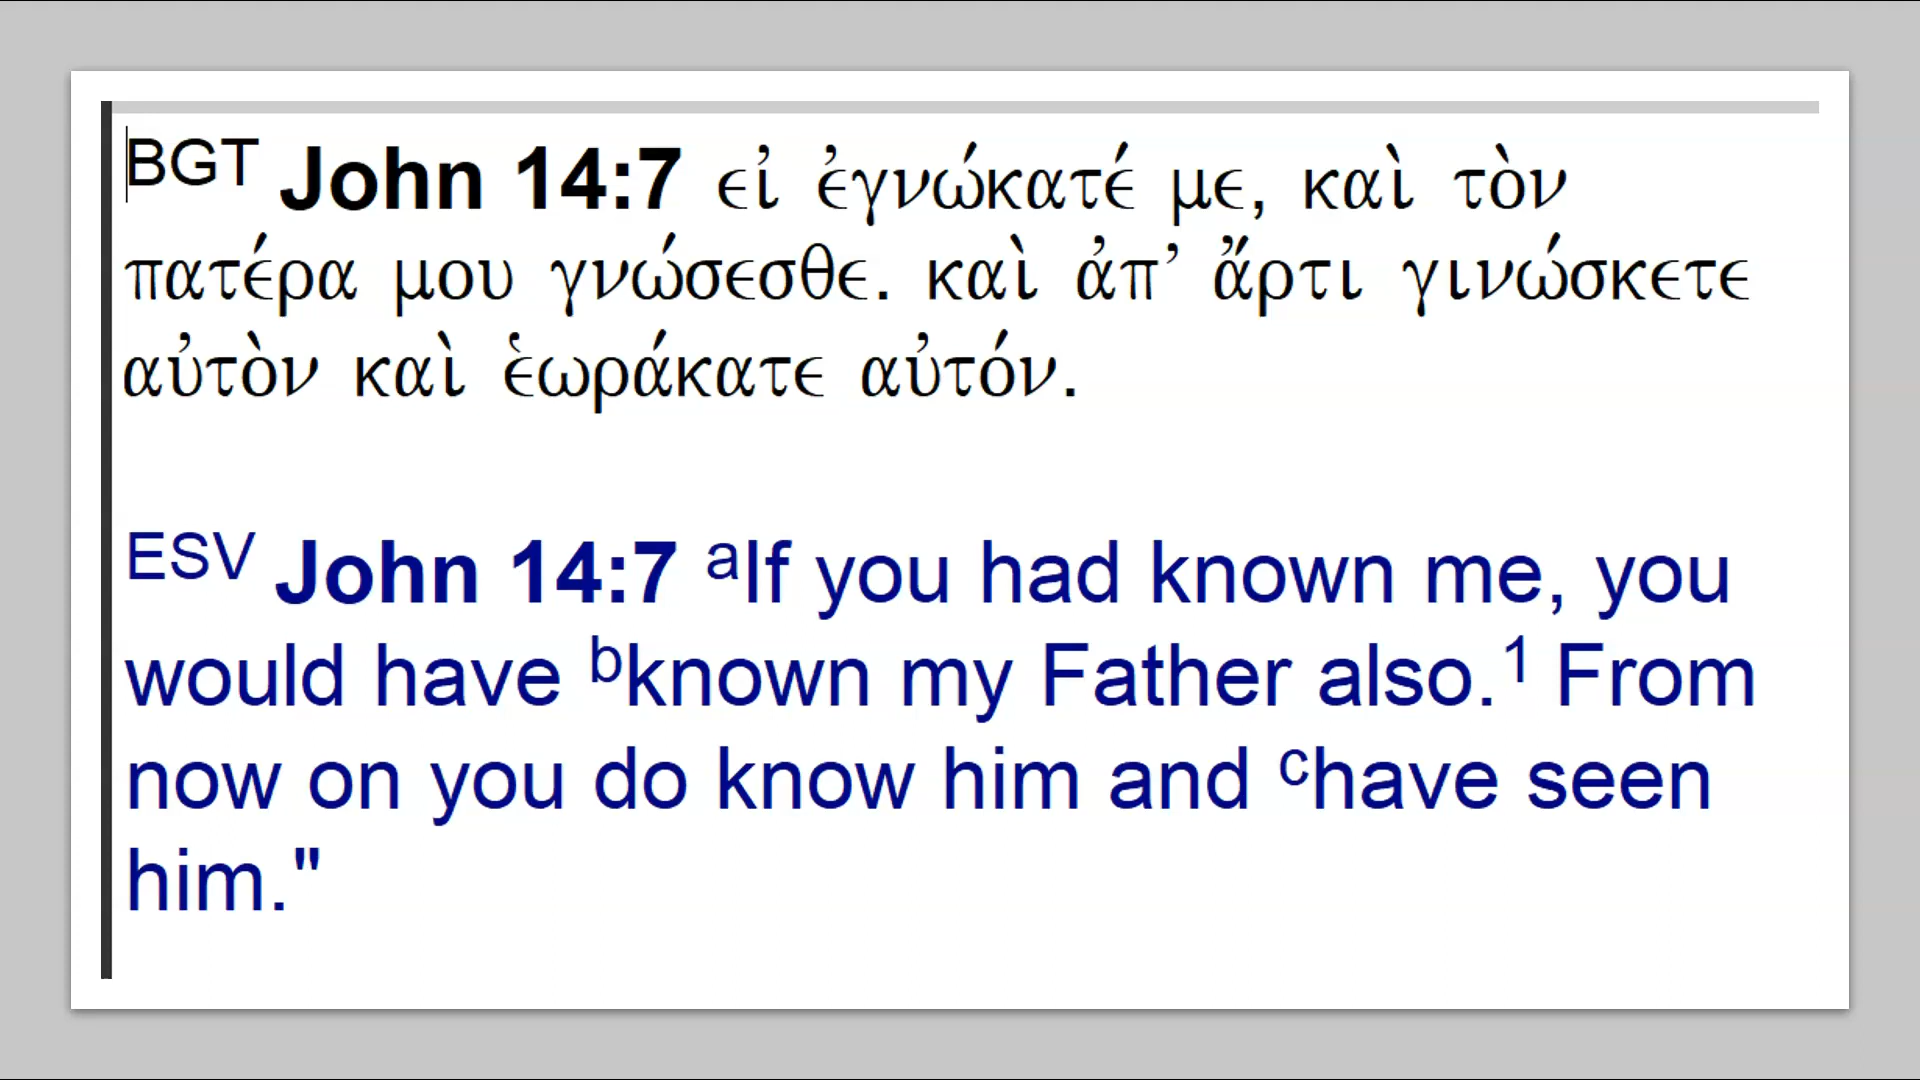 BGT John 14:7 εἰ ἐγνώκατέ με, καὶ τὸν
πατέρα μου γνώσεσθε. καὶ ἀπ’ ἄρτι γινώσκετε
αὐτὸν καὶ ἑωράκατε αὐτόν.
ESV John 14:7 aIf you had known me, you
would have bknown my Father also.1 From
now on you do know him and chave seen
him."